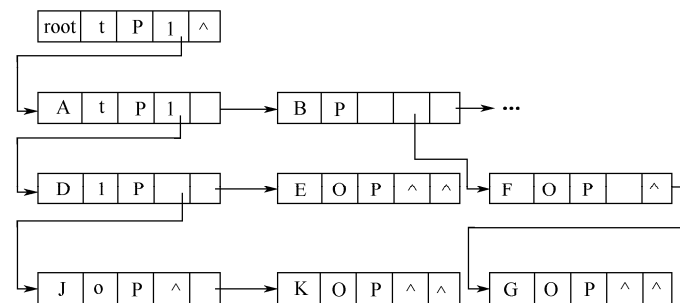 root t P 1 ^
A t P 1 B P ...
D 1 P E O P ^ ^ F O P ^
J o P ^ K O P ^ ^ G O P ^ ^